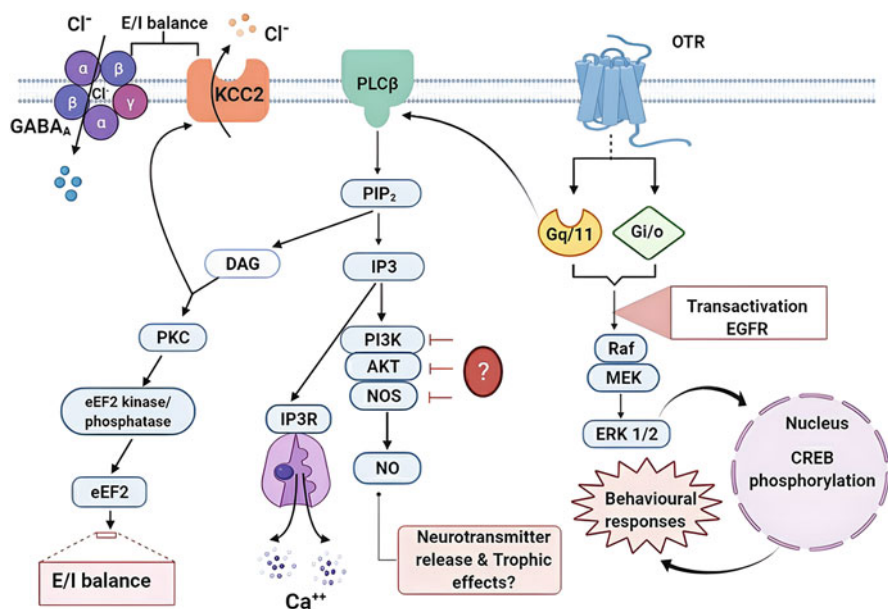 Cl⁻
E/I balance
Cl⁻
OTR
α
β
β
Cl⁻
γ
α
GABA_A
KCC2
PLCβ
PIP₂
Gq/11
Gi/o
DAG
IP3
Transactivation
EGFR
PKC
PI3K
AKT
NOS
?
Raf
MEK
eEF2 kinase/
phosphatase
IP3R
ERK 1/2
Nucleus
CREB
phosphorylation
NO
eEF2
Behavioural
responses
Neurotmitter
release & Trophic
effects?
E/I balance
Ca⁺⁺